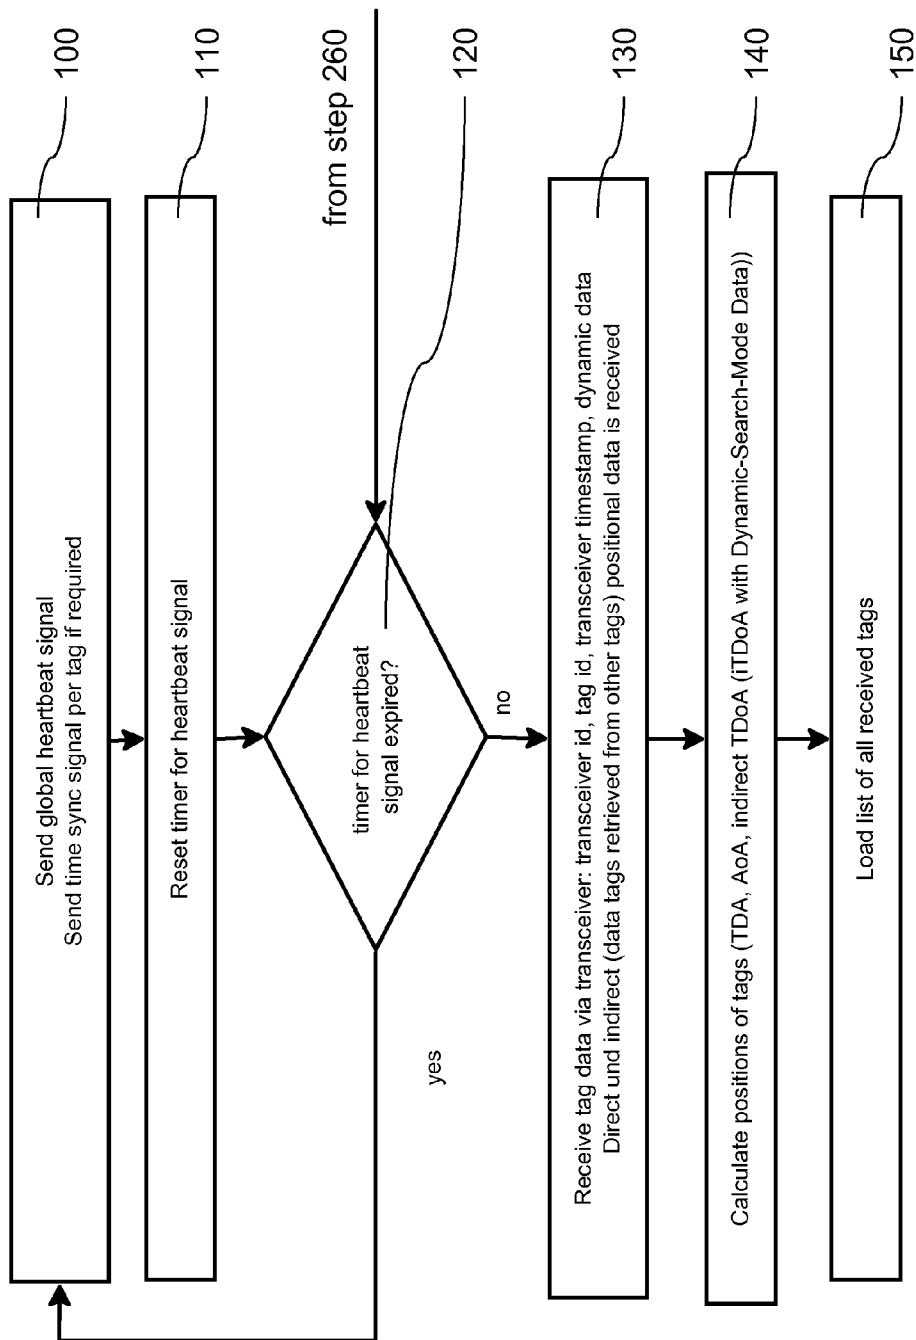 Send global heartbeat signal
Send time sync signal per tag if required
100
Reset timer for heartbeat signal
110
from step 260
timer for heartbeat
signal expired?
120
yes
no
Receive tag data via transceiver: transceiver id, tag id, transceiver timestamp, dynamic data
Direct und indirect (data tags retrieved from other tags) positional data is received
130
Calculate positions of tags (TDA, AoA, indirect TDoA (iTDoA with Dynamic-Search-Mode Data))
140
Load list of all received tags
150